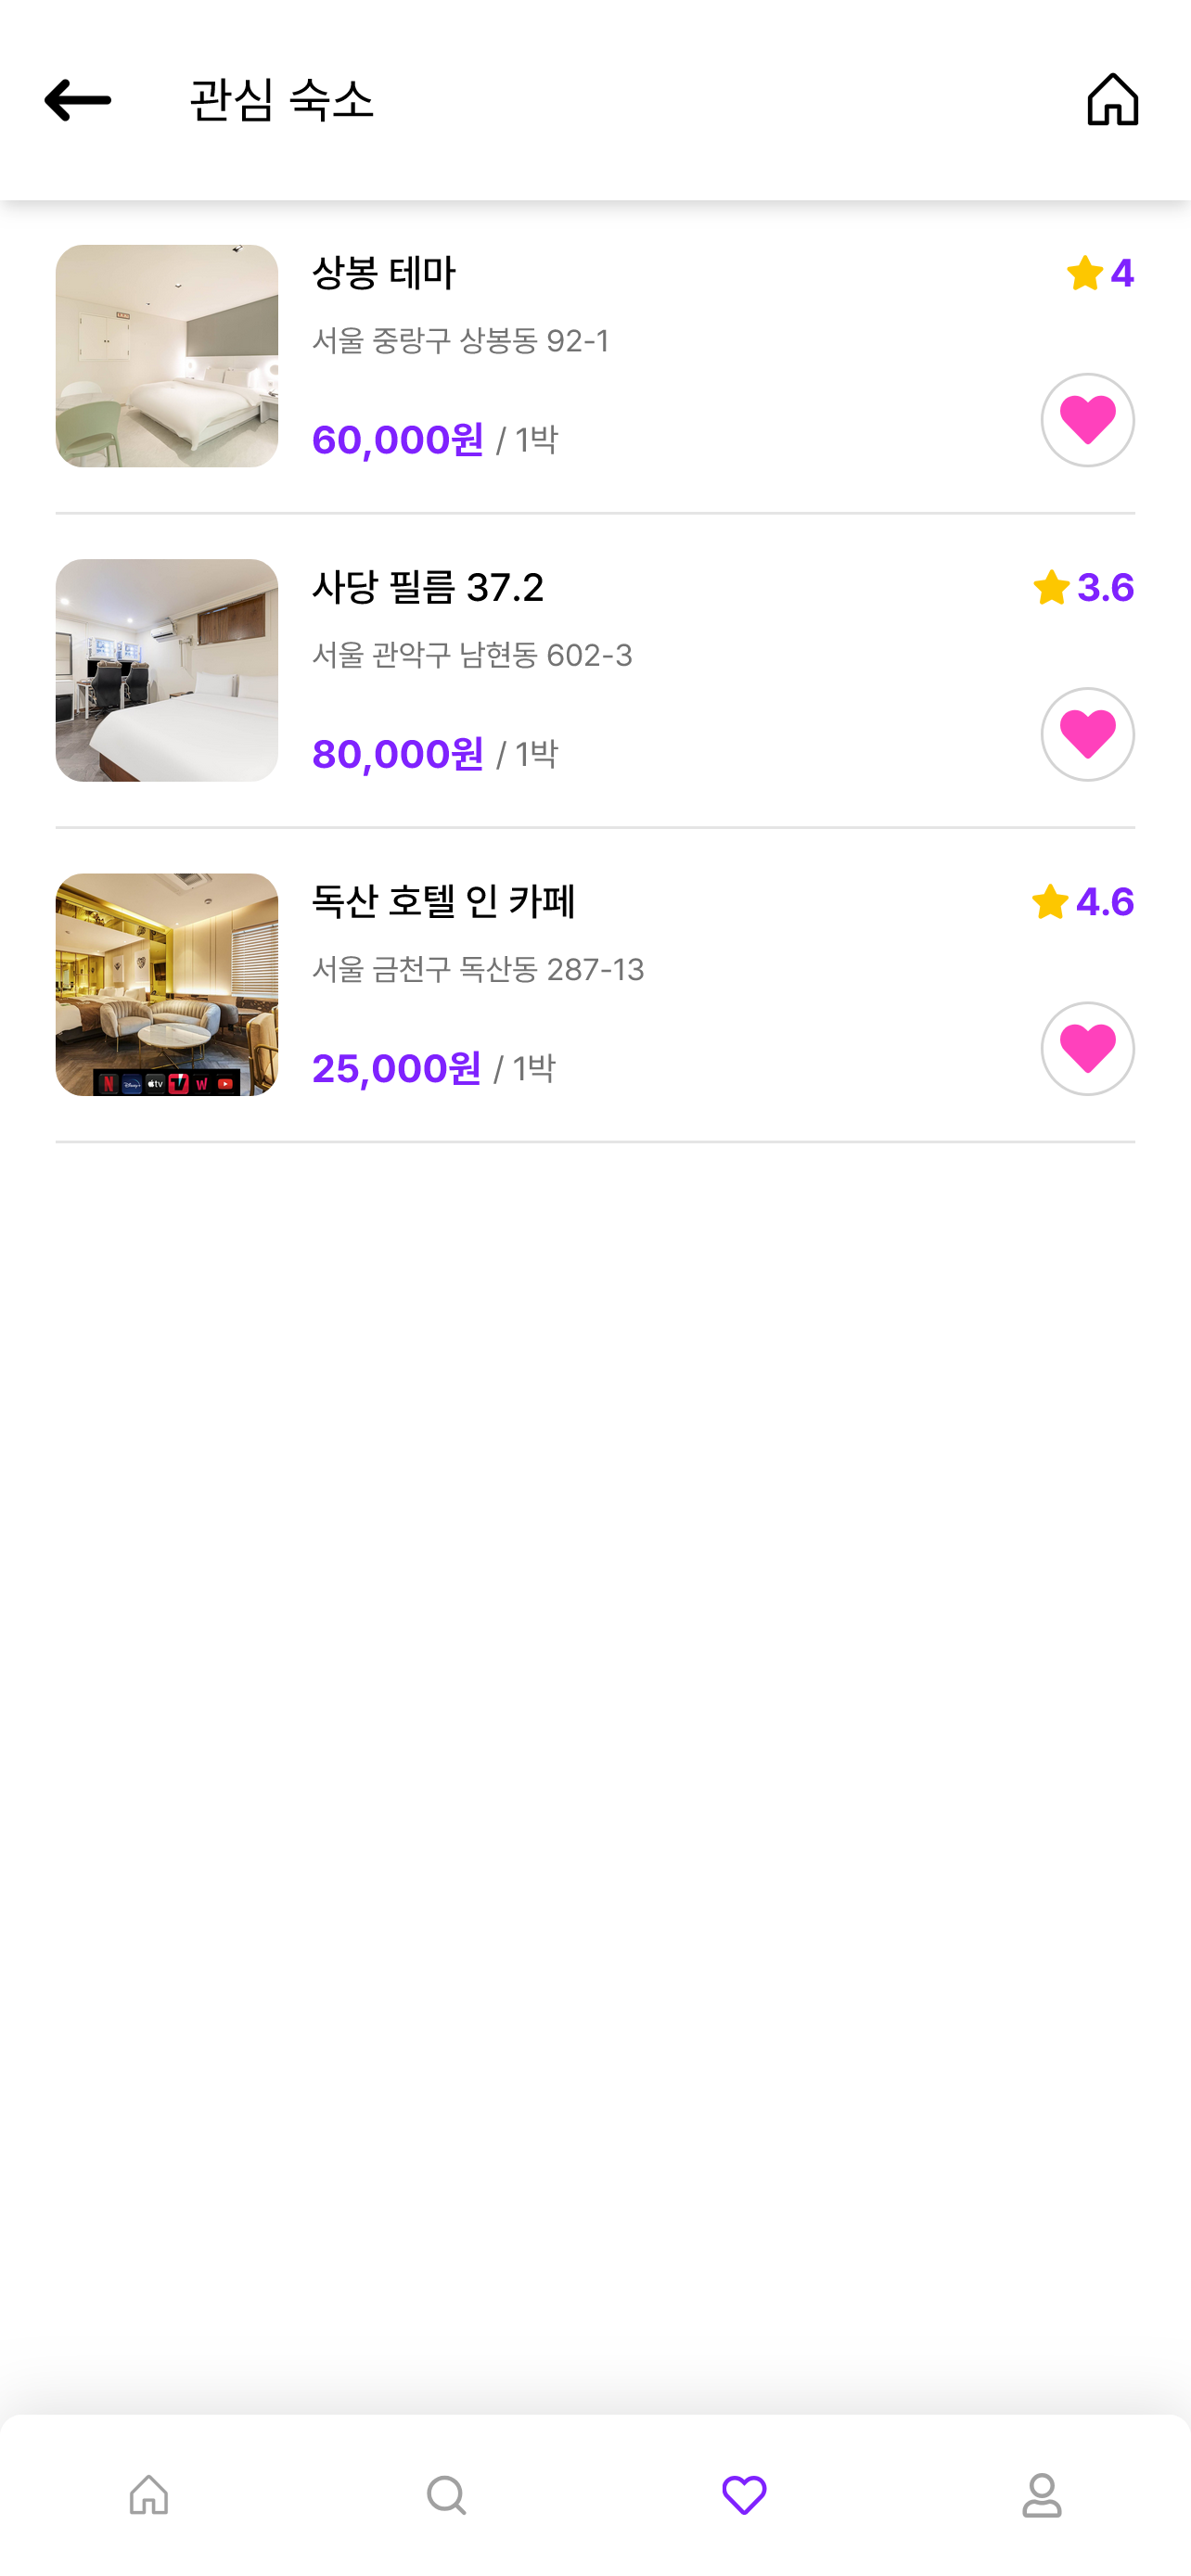 관심 숙소
상봉 테마
4
서울 중랑구 상봉동 92-1
60,000원 / 1박
사당 필름 37.2
3.6
서울 관악구 남현동 602-3
80,000원 / 1박
독산 호텔 인 카페
4.6
서울 금천구 독산동 287-13
25,000원 / 1박
N Disney+ tv V W